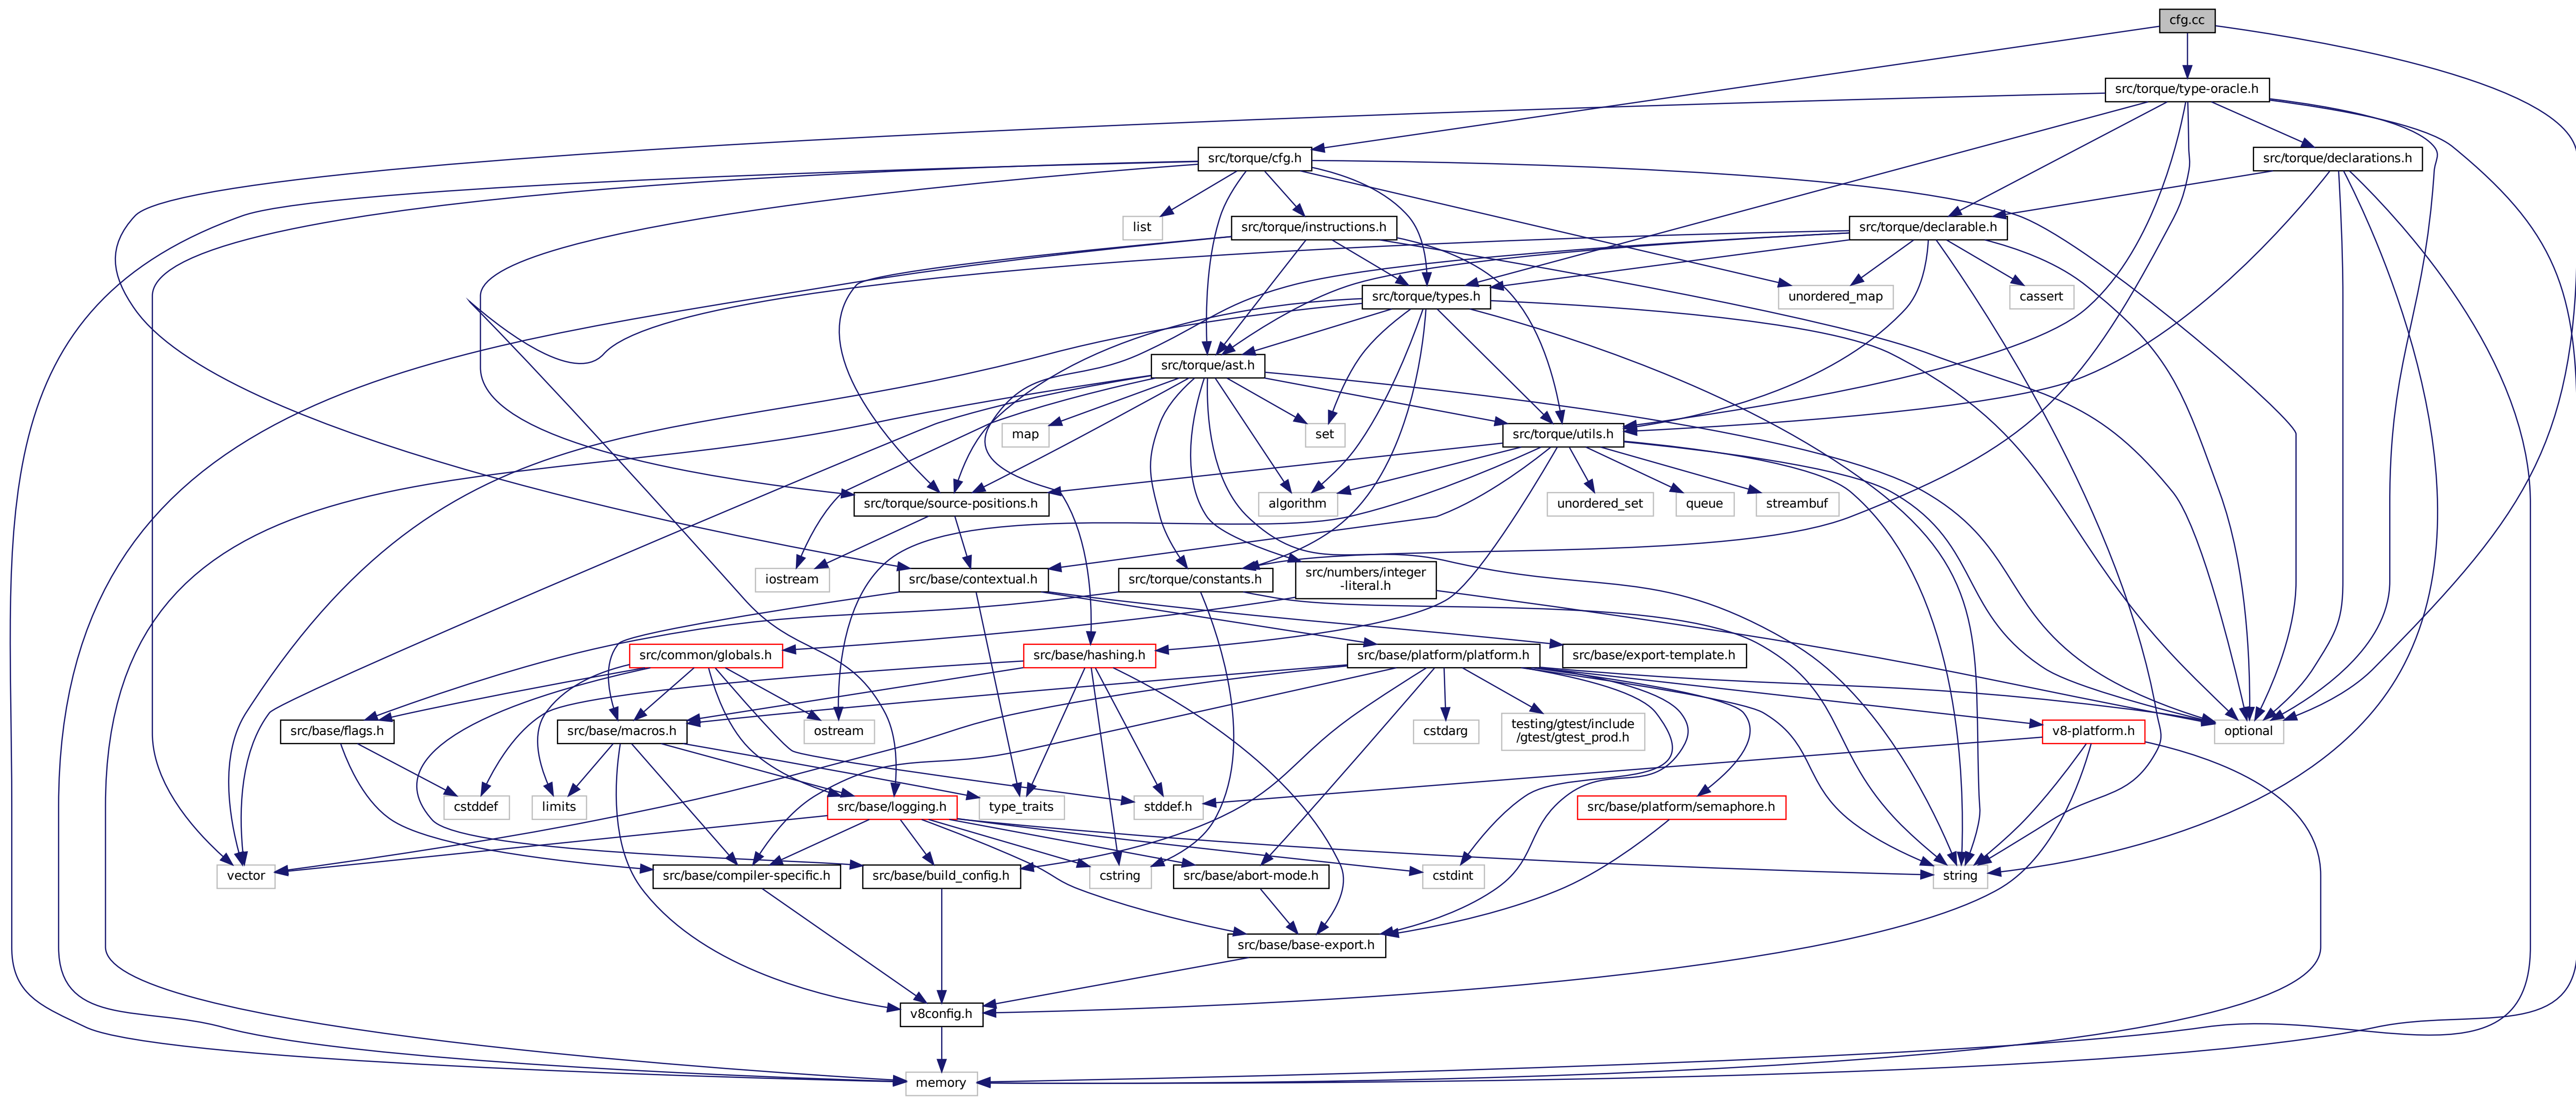 cfg.cc
src/torque/type-oracle.h
src/torque/cfg.h
src/torque/declarations.h
list
src/torque/instructions.h
src/torque/declarable.h
src/torque/types.h
unordered_map
cassert
src/torque/ast.h
map
set
src/torque/utils.h
src/torque/source-positions.h
algorithm
unordered_set
queue
streambuf
iostream
src/base/contextual.h
src/torque/constants.h
src/numbers/integer
-literal.h
src/common/globals.h
src/base/hashing.h
src/base/platform/platform.h
src/base/export-template.h
src/base/flags.h
src/base/macros.h
ostream
cstdarg
testing/gtest/include
/gtest/gtest_prod.h
v8-platform.h
optional
cstddef
limits
src/base/logging.h
type_traits
stddef.h
src/base/platform/semaphore.h
vector
src/base/compiler-specific.h
src/base/build_config.h
cstring
src/base/abort-mode.h
cstdint
string
src/base/base-export.h
v8config.h
memory